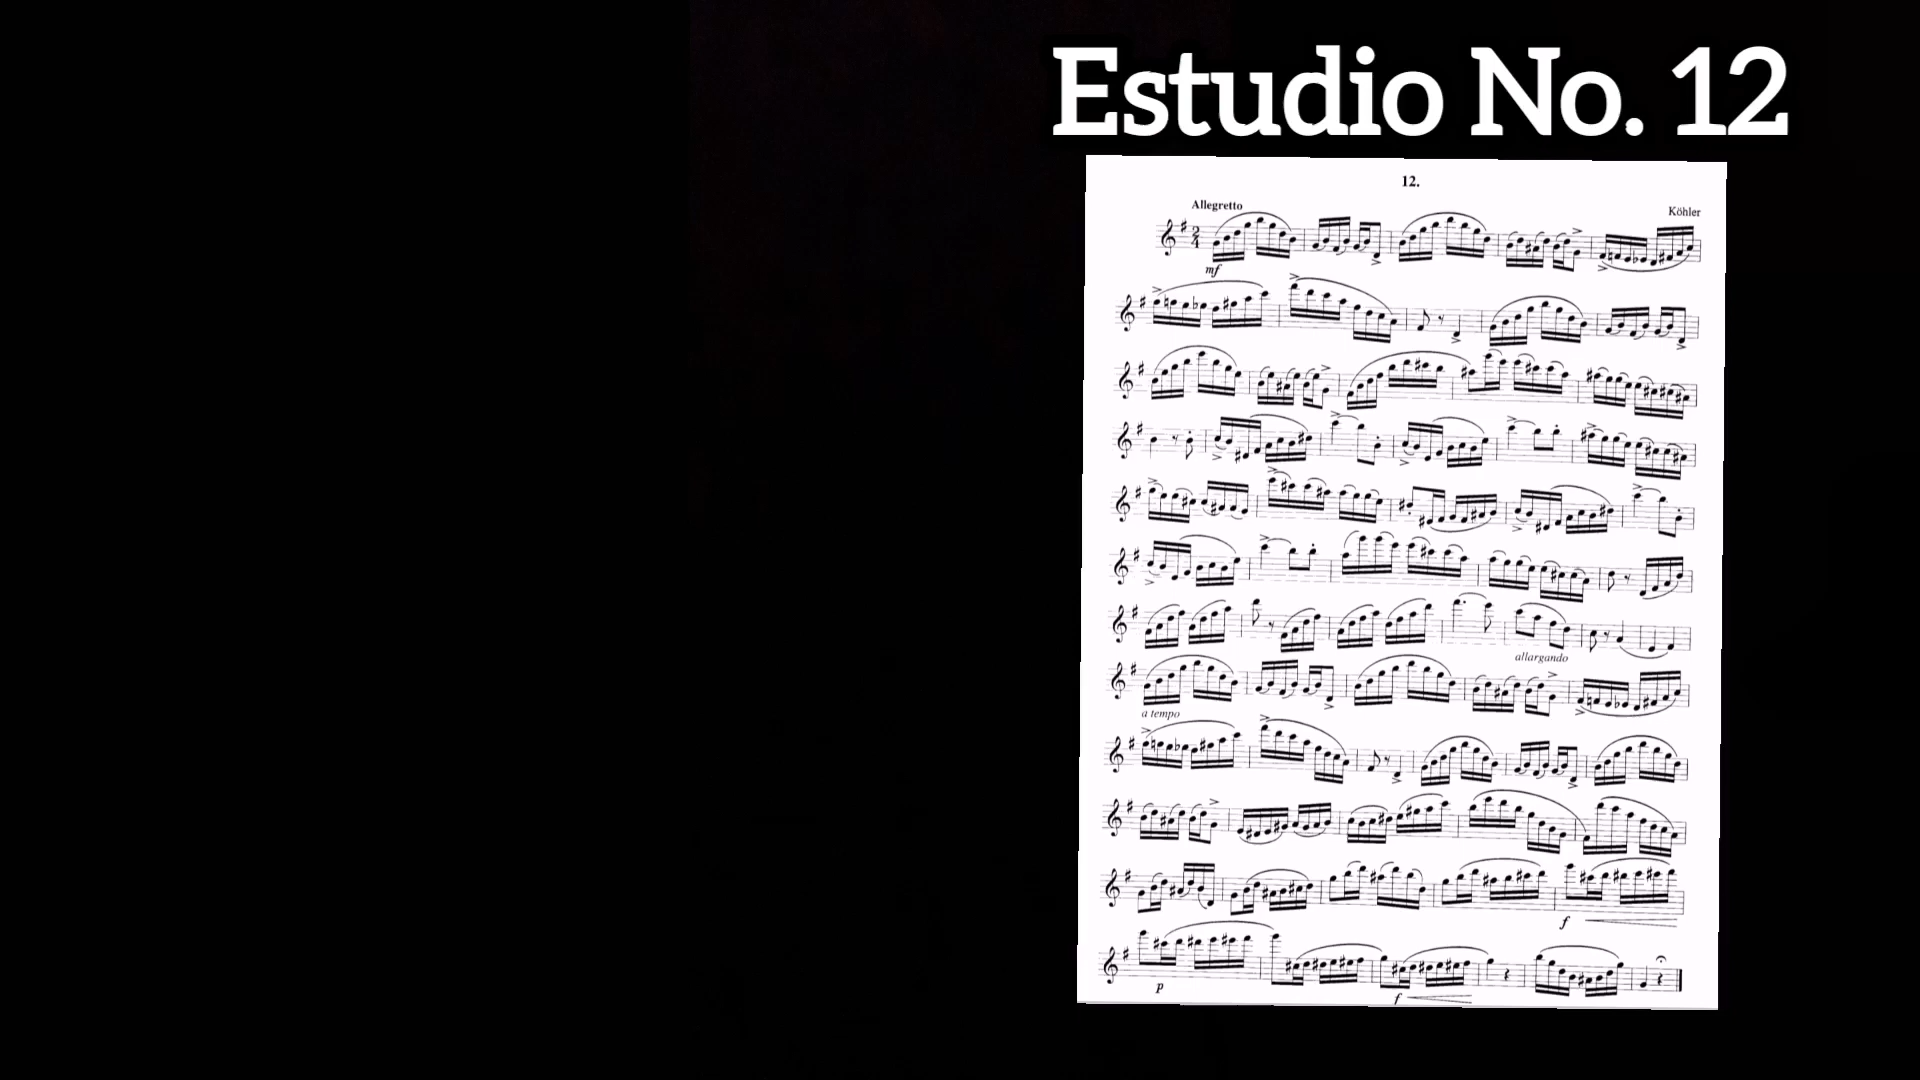 Estudio No. 12
12.
Allegretto
Köhler
mf
allargando
a tempo
f
p
f